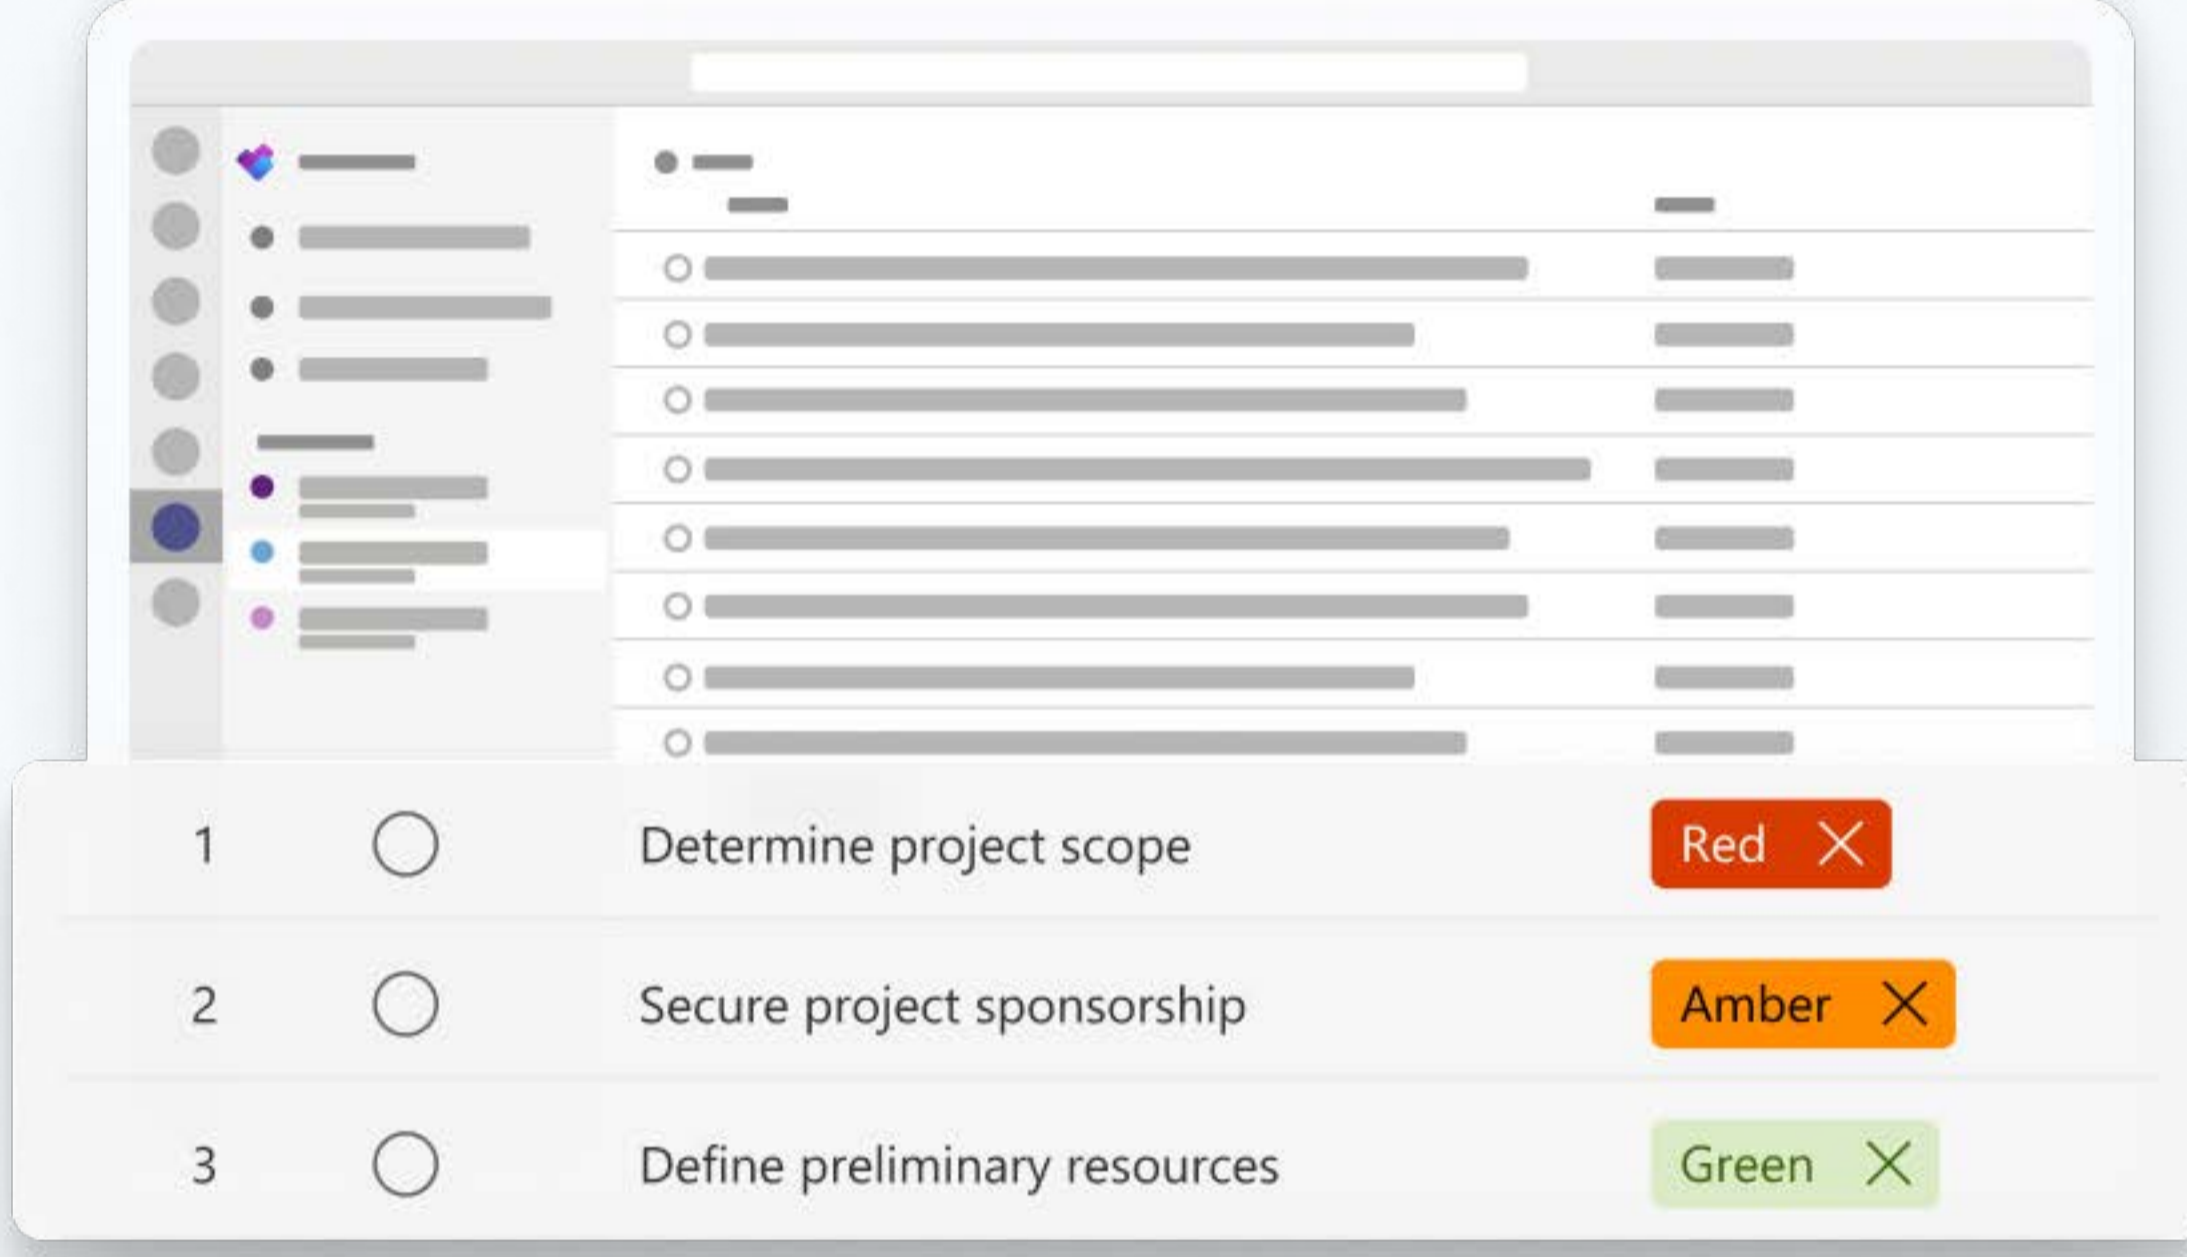 1 Determine project scope Red
2 Secure project sponsorship Amber
3 Define preliminary resources Green